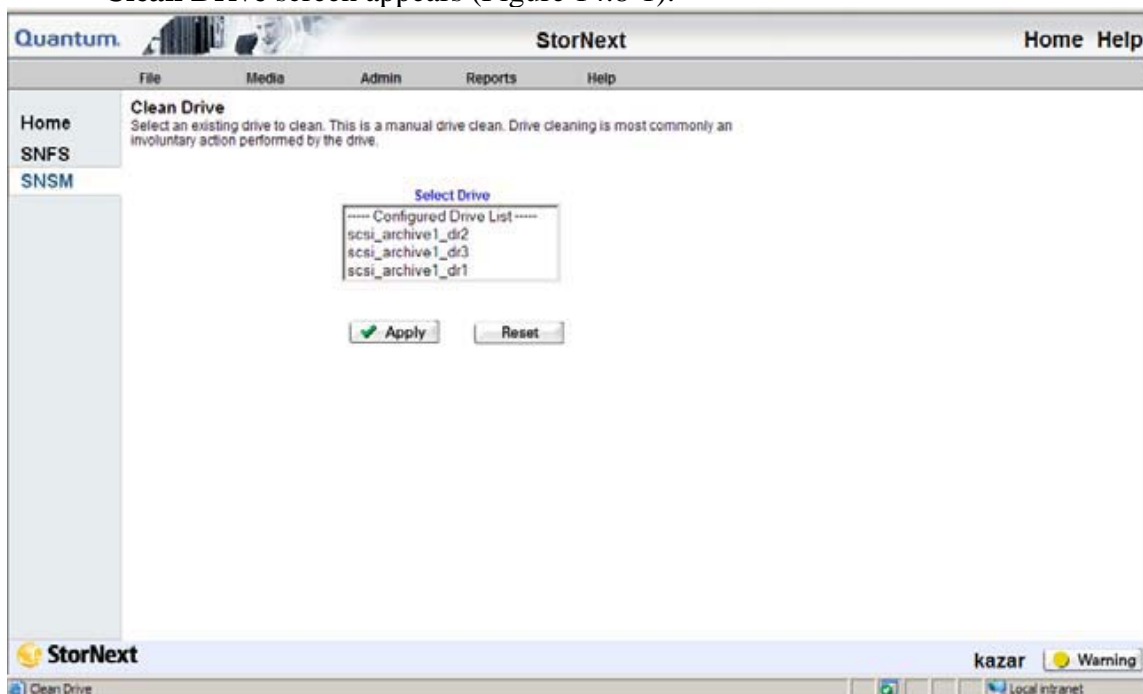 Clean Drive screen appears (Figure 14.6-1).
Quantum.
StorNext
Home Help
File Media Admin Reports Help
Home
SNFS
SNSM
Clean Drive
Select an existing drive to clean. This is a manual drive clean. Drive cleaning is most commonly an
involuntary action performed by the drive.
Select Drive
----- Configured Drive List -----
scsi_archive1_dr2
scsi_archive1_dr3
scsi_archive1_dr1
Apply Reset
StorNext
kazar Warning
Clean Drive
Local intranet